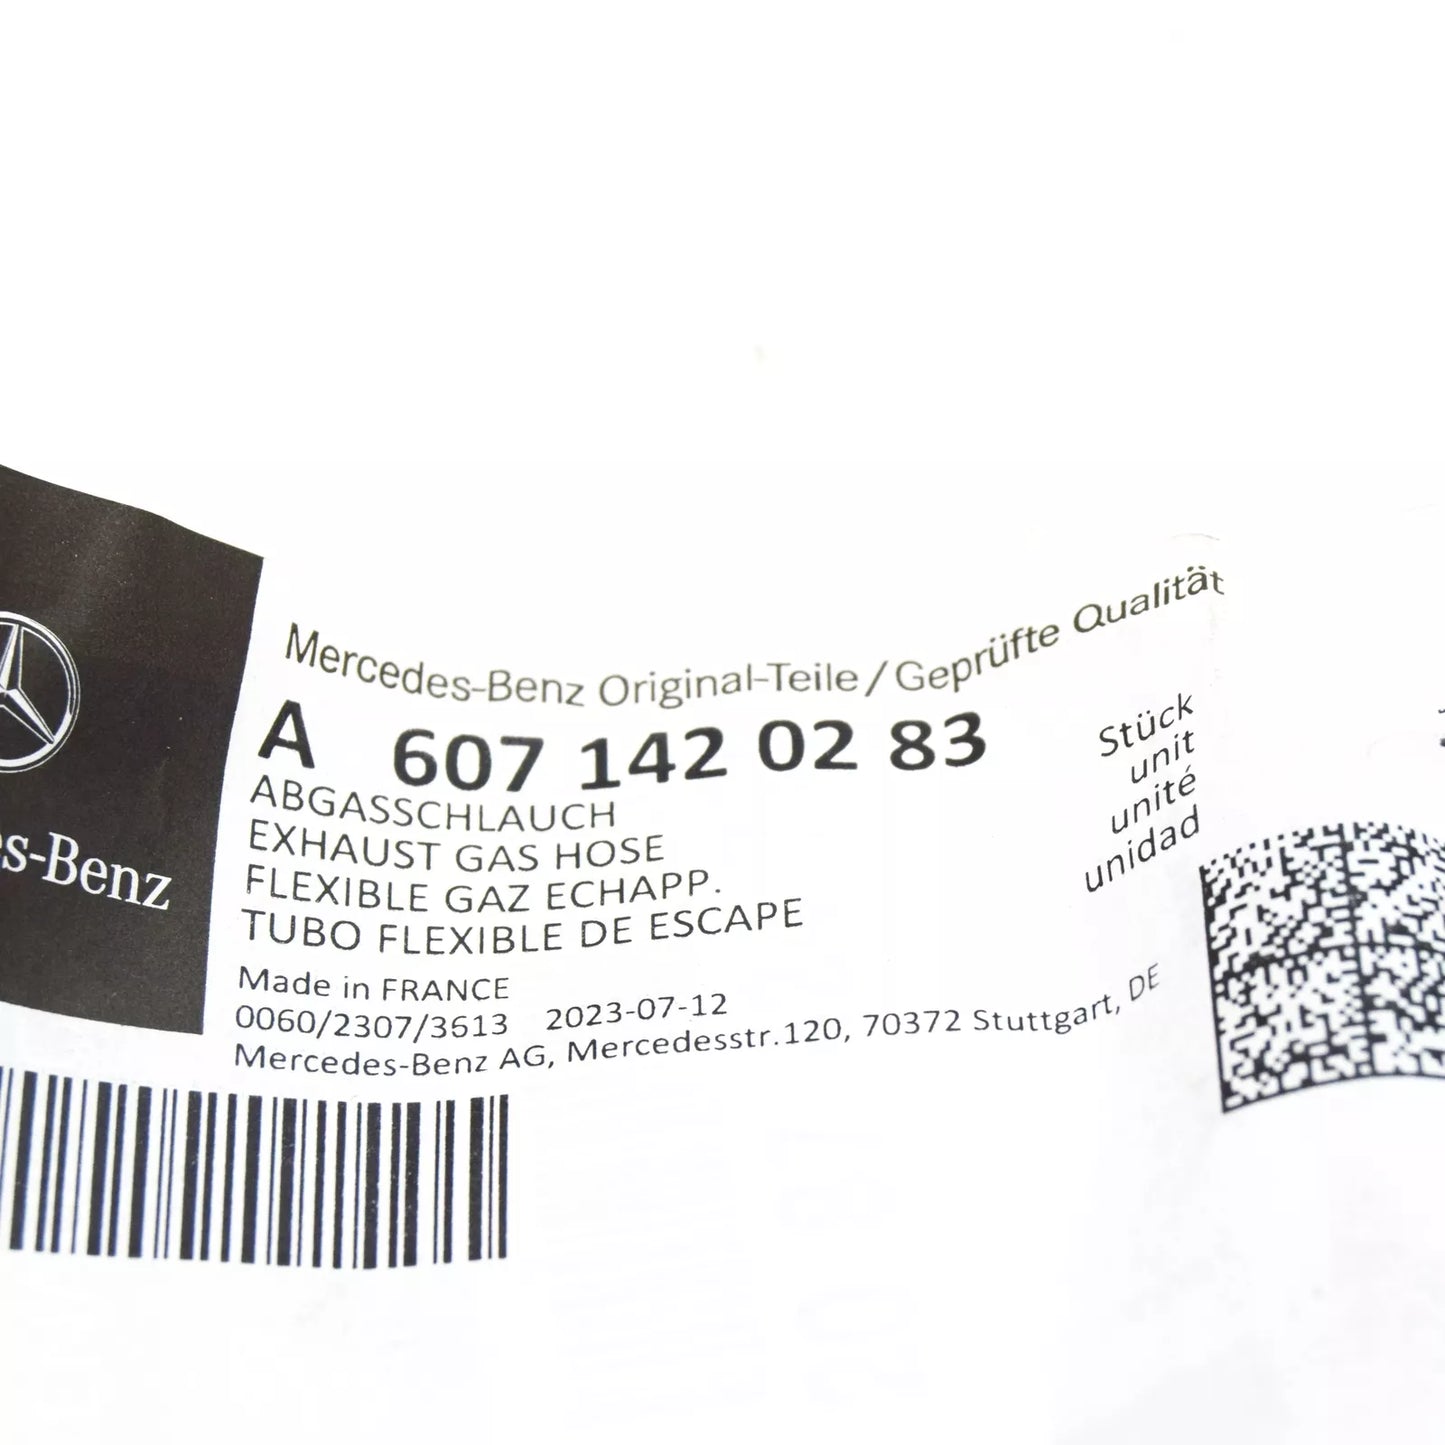 Mercedes-Benz Original-Teile/Geprüfte Qualität
A 607 142 02 83
ABGASSCHLAUCH
EXHAUST GAS HOSE
FLEXIBLE GAZ ECHAPP.
TUBO FLEXIBLE DE ESCAPE
Made in FRANCE
0060/2307/3613 2023-07-12
Mercedes-Benz AG, Mercedesstr.120, 70372 Stuttgart, DE
Stück
unit
unité
unidad
es-Benz